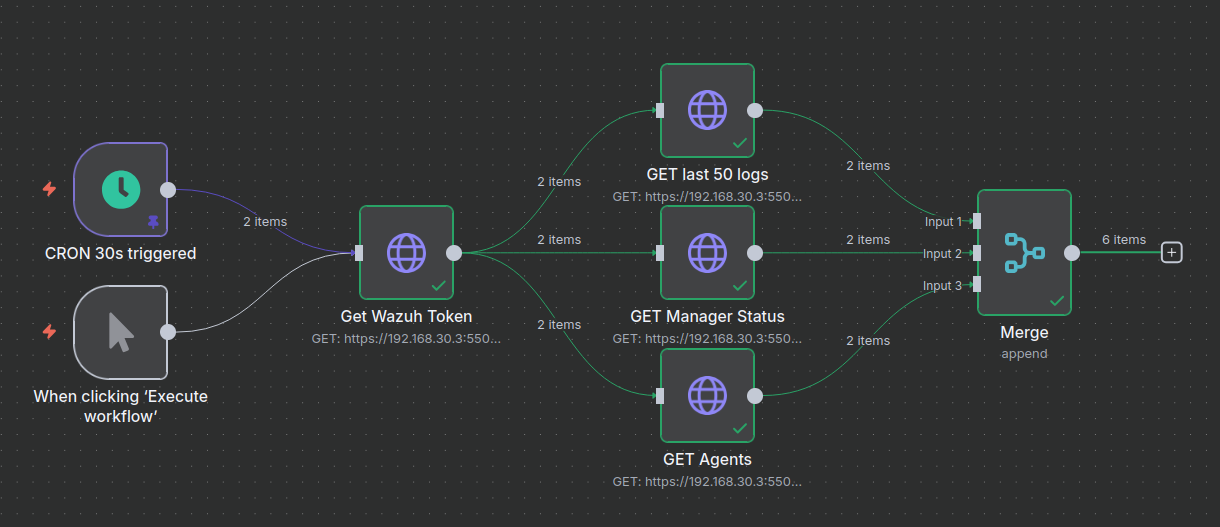 CRON 30s triggered
2 items
When clicking ‘Execute
workflow’
Get Wazuh Token
GET: https://192.168.30.3:550...
2 items
2 items
2 items
GET last 50 logs
GET: https://192.168.30.3:550...
GET Manager Status
GET: https://192.168.30.3:550...
GET Agents
GET: https://192.168.30.3:550...
2 items
2 items
2 items
Input 1
Input 2
Input 3
Merge
append
6 items